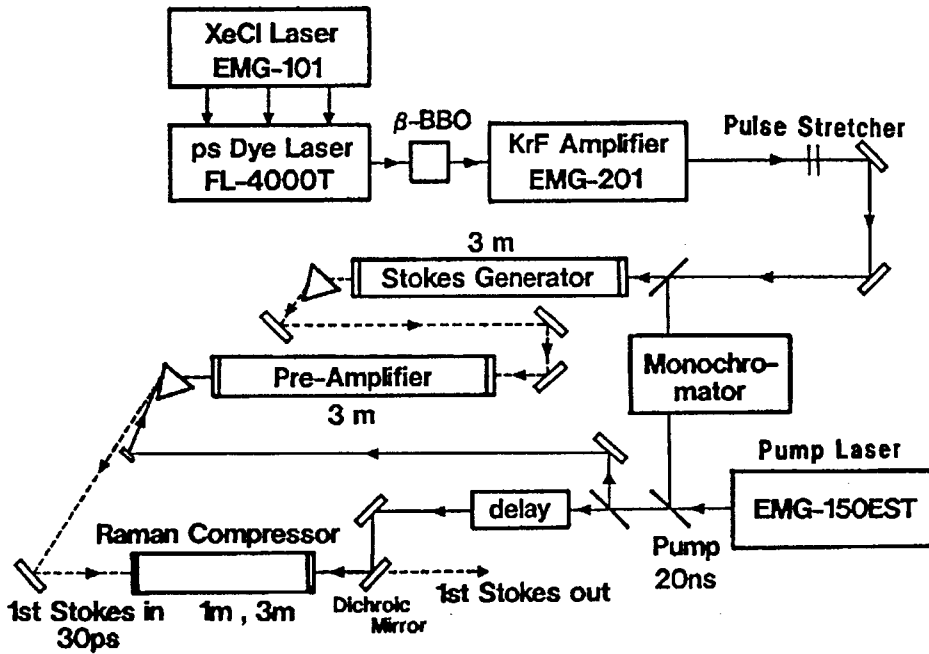 XeCl Laser
EMG-101
ps Dye Laser
FL-4000T
β-BBO
KrF Amplifier
EMG-201
Pulse Stretcher
3 m
Stokes Generator
Monochro-
mator
Pre-Amplifier
3 m
Pump Laser
EMG-150EST
delay
Pump
20ns
Raman Compressor
1st Stokes in
30ps
1m , 3m
Dichroic
Mirror
1st Stokes out